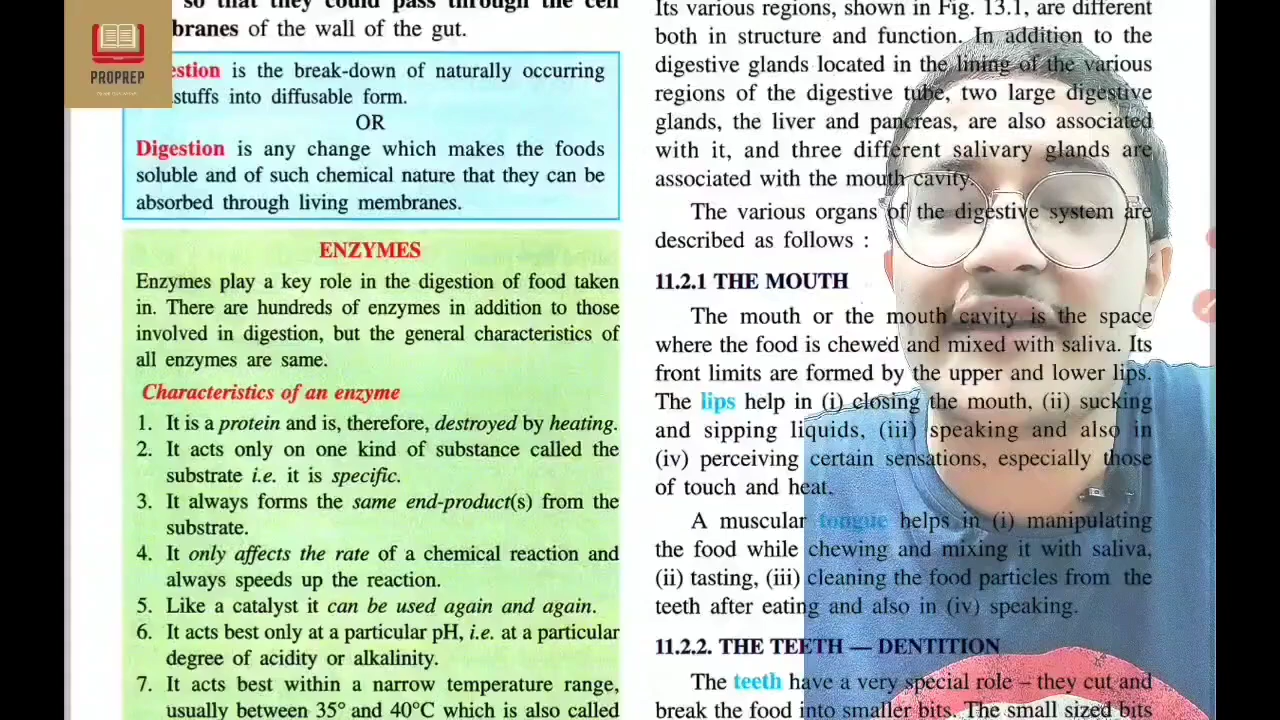 so that they could pass through the cell
branes of the wall of the gut.
PROPREP
estion is the break-down of naturally occurring
stuffs into diffusable form.
OR
Digestion is any change which makes the foods
soluble and of such chemical nature that they can be
absorbed through living membranes.
ENZYMES
Enzymes play a key role in the digestion of food taken
in. There are hundreds of enzymes in addition to those
involved in digestion, but the general characteristics of
all enzymes are same.
Characteristics of an enzyme
1. It is a protein and is, therefore, destroyed by heating.
2. It acts only on one kind of substance called the
substrate i.e. it is specific.
3. It always forms the same end-product(s) from the
substrate.
4. It only affects the rate of a chemical reaction and
always speeds up the reaction.
5. Like a catalyst it can be used again and again.
6. It acts best only at a particular pH, i.e. at a particular
degree of acidity or alkalinity.
7. It acts best within a narrow temperature range,
usually between 35° and 40°C which is also called
Its various regions, shown in Fig. 13.1, are different
both in structure and function. In addition to the
digestive glands located in the lining of the various
regions of the digestive tube, two large digestive
glands, the liver and pancreas, are also associated
with it, and three different salivary glands are
associated with the mouth cavity.
The various organs of the digestive system are
described as follows :
11.2.1 THE MOUTH
The mouth or the mouth cavity is the space
where the food is chewed and mixed with saliva. Its
front limits are formed by the upper and lower lips.
The lips help in (i) closing the mouth, (ii) sucking
and sipping liquids, (iii) speaking and also in
(iv) perceiving certain sensations, especially those
of touch and heat.
A muscular tongue helps in (i) manipulating
the food while chewing and mixing it with saliva,
(ii) tasting, (iii) cleaning the food particles from the
teeth after eating and also in (iv) speaking.
11.2.2. THE TEETH — DENTITION
The teeth have a very special role – they cut and
break the food into smaller bits. The small sized bits